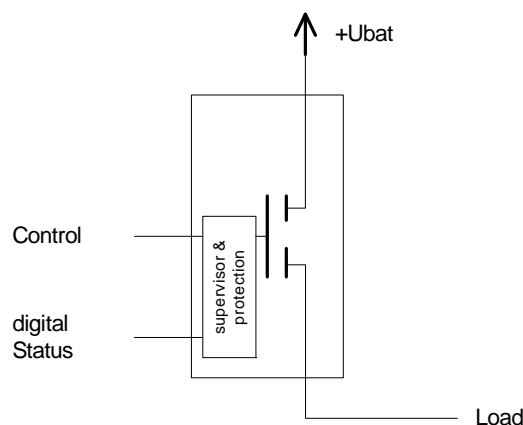 +Ubat
Control
supervisor &
protection
digital
Status
Load